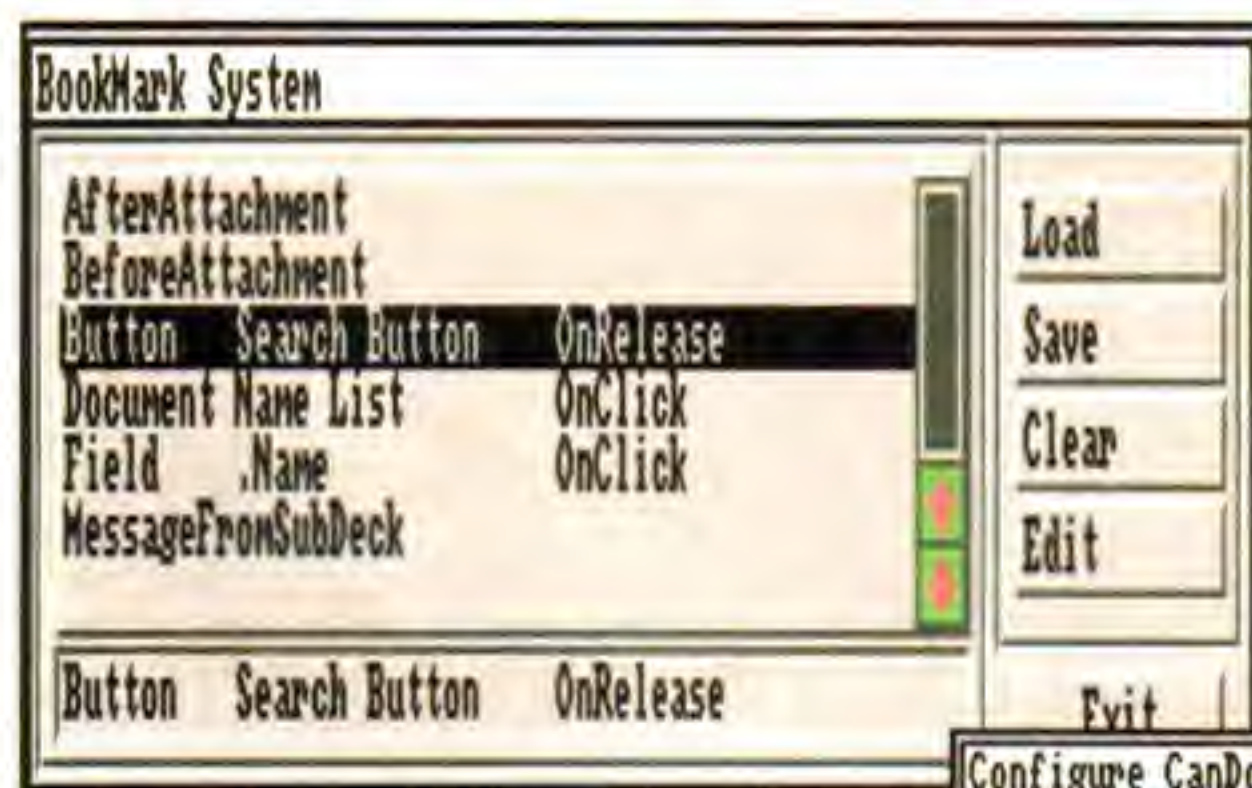 BookMark System
AfterAttachment
BeforeAttachment
Button Search Button OnRelease
Document Name List OnClick
Field .Name OnClick
MessageFromSubDeck
Button Search Button OnRelease
Load
Save
Clear
Edit
Exit
Configure CanDo